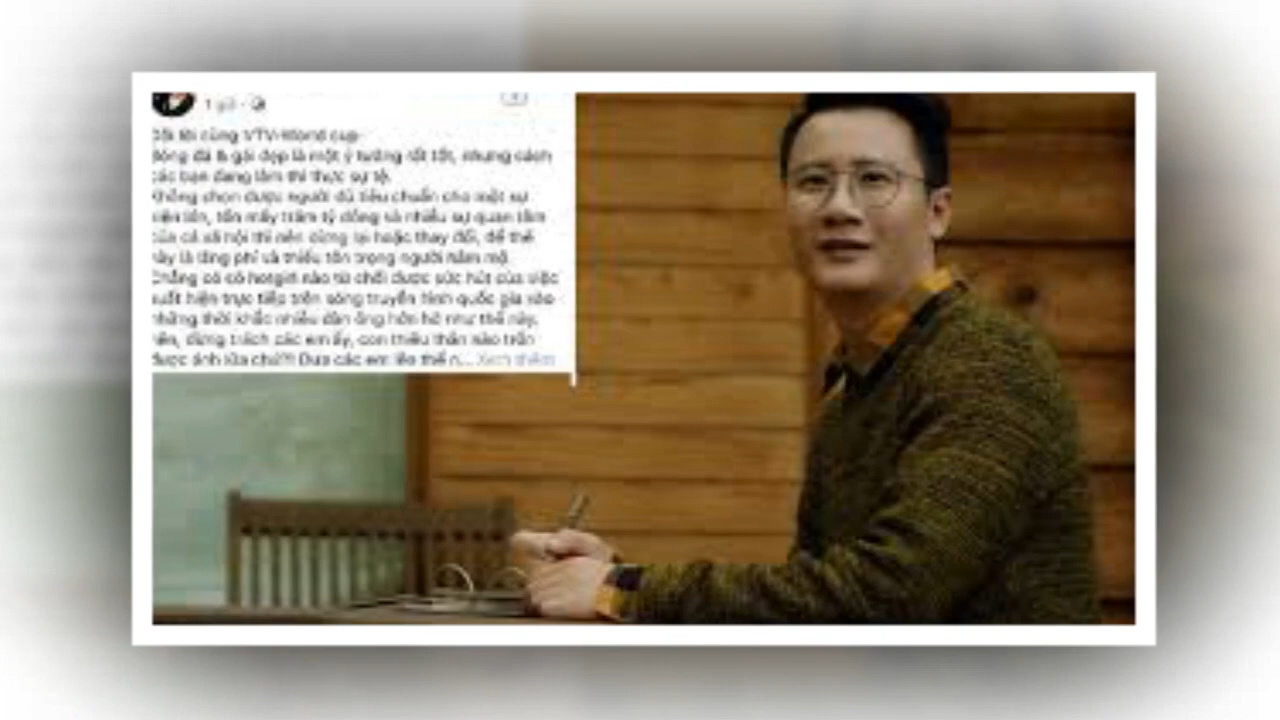 1 giờ
cùng VTV-World cup-
Bóng đá & gái đẹp là một ý tưởng rất tốt, nhưng cách
các bạn đang làm thì thực sự tệ.
Không chọn được người đủ tiêu chuẩn cho một sự
kiện lớn, tốn mấy trăm tỷ đồng và nhiều sự quan tâm
của cả xã hội thì nên dừng lại hoặc thay đổi, để thế
này là lãng phí và thiếu tôn trọng người hâm mộ.
Chẳng có cô hotgirl nào từ chối được sức hút của việc
xuất hiện trực tiếp trên sóng truyền hình quốc gia vào
những thời khắc nhiều đàn ông hớn hở như thế này.
Nên, đừng trách các em ấy, con thiêu thân nào trốn
được ánh lửa chứ?! Đưa các em lên thế n... Xem thêm